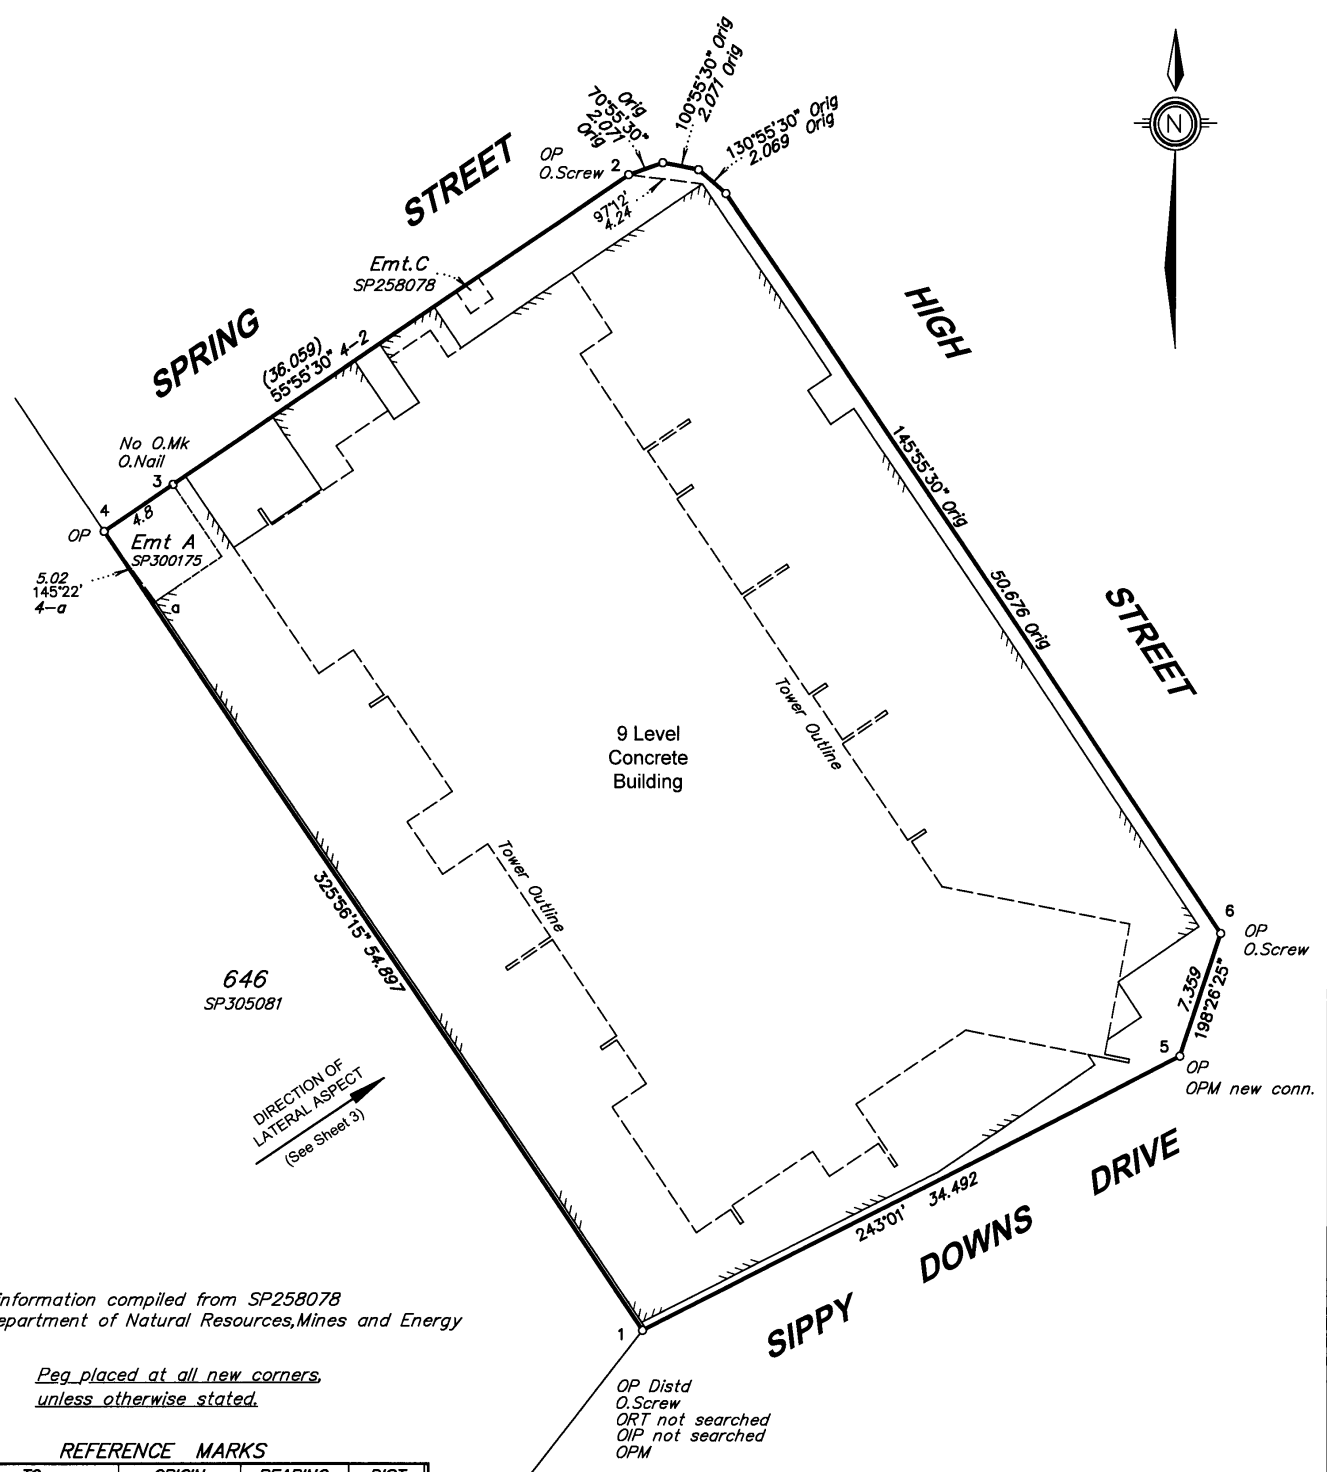 N
STREET
SPRING
HIGH
STREET
OP
O.Screw
2
70°55'30" Orig
2.071 Orig
100°55'30" Orig
2.071 Orig
130°55'30" Orig
2.069 Orig
97°12'
4.24
Emt.C
SP258078
(36.059)
55°55'30" 4-2
No O.Mk
O.Nail
3
4
4.8
OP
Emt A
SP300175
5.02
145°22'
4-a
a
145°55'30" Orig
50.676 Orig
Tower Outline
9 Level
Concrete
Building
Tower Outline
325°56'15" 54.897
646
SP305081
DIRECTION OF
LATERAL ASPECT
(See Sheet 3)
6
OP
O.Screw
7.359
198°26'25"
5
OP
OPM new conn.
243°01' 34.492
SIPPY DOWNS DRIVE
1
OP Distd
O.Screw
ORT not searched
OIP not searched
OPM
information compiled from SP258078
epartment of Natural Resources,Mines and Energy
Peg placed at all new corners,
unless otherwise stated.
REFERENCE MARKS
TO ORIGIN BEARING DIST